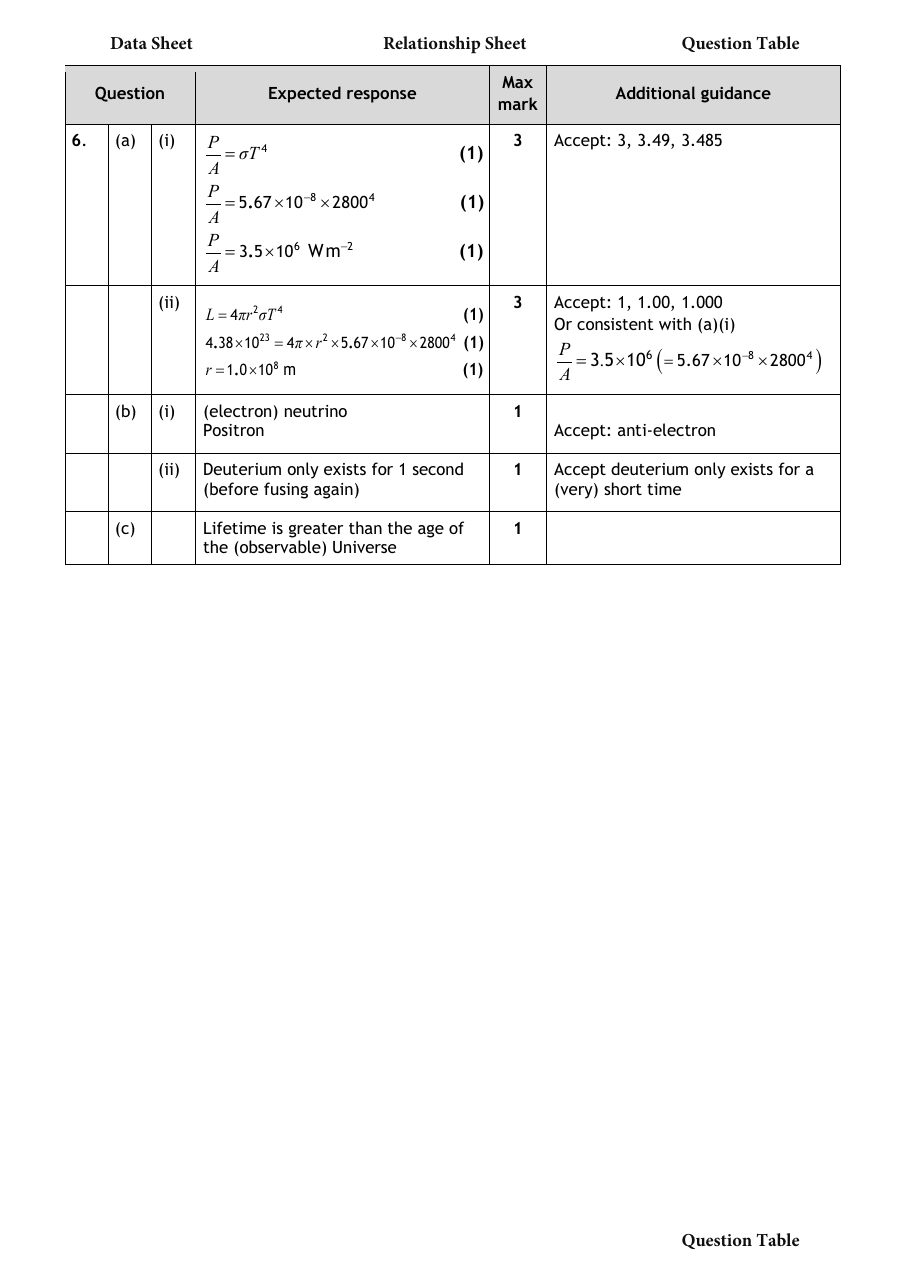 Data Sheet Relationship Sheet Question Table
Question Expected response Max mark Additional guidance
6. (a) (i) P/A = σT⁴ (1) 3 Accept: 3, 3.49, 3.485
P/A = 5.67×10⁻⁸ ×2800⁴ (1)
P/A = 3.5×10⁶ W m⁻² (1)
(ii) L = 4πr²σT⁴ (1) 3 Accept: 1, 1.00, 1.000
Or consistent with (a)(i)
4.38×10²³ = 4π×r²×5.67×10⁻⁸×2800⁴ (1)
P/A = 3.5×10⁶ (= 5.67×10⁻⁸ ×2800⁴)
r = 1.0×10⁸ m (1)
(b) (i) (electron) neutrino 1
Positron Accept: anti-electron
(ii) Deuterium only exists for 1 second 1 Accept deuterium only exists for a
(before fusing again) (very) short time
(c) Lifetime is greater than the age of 1
the (observable) Universe
Question Table